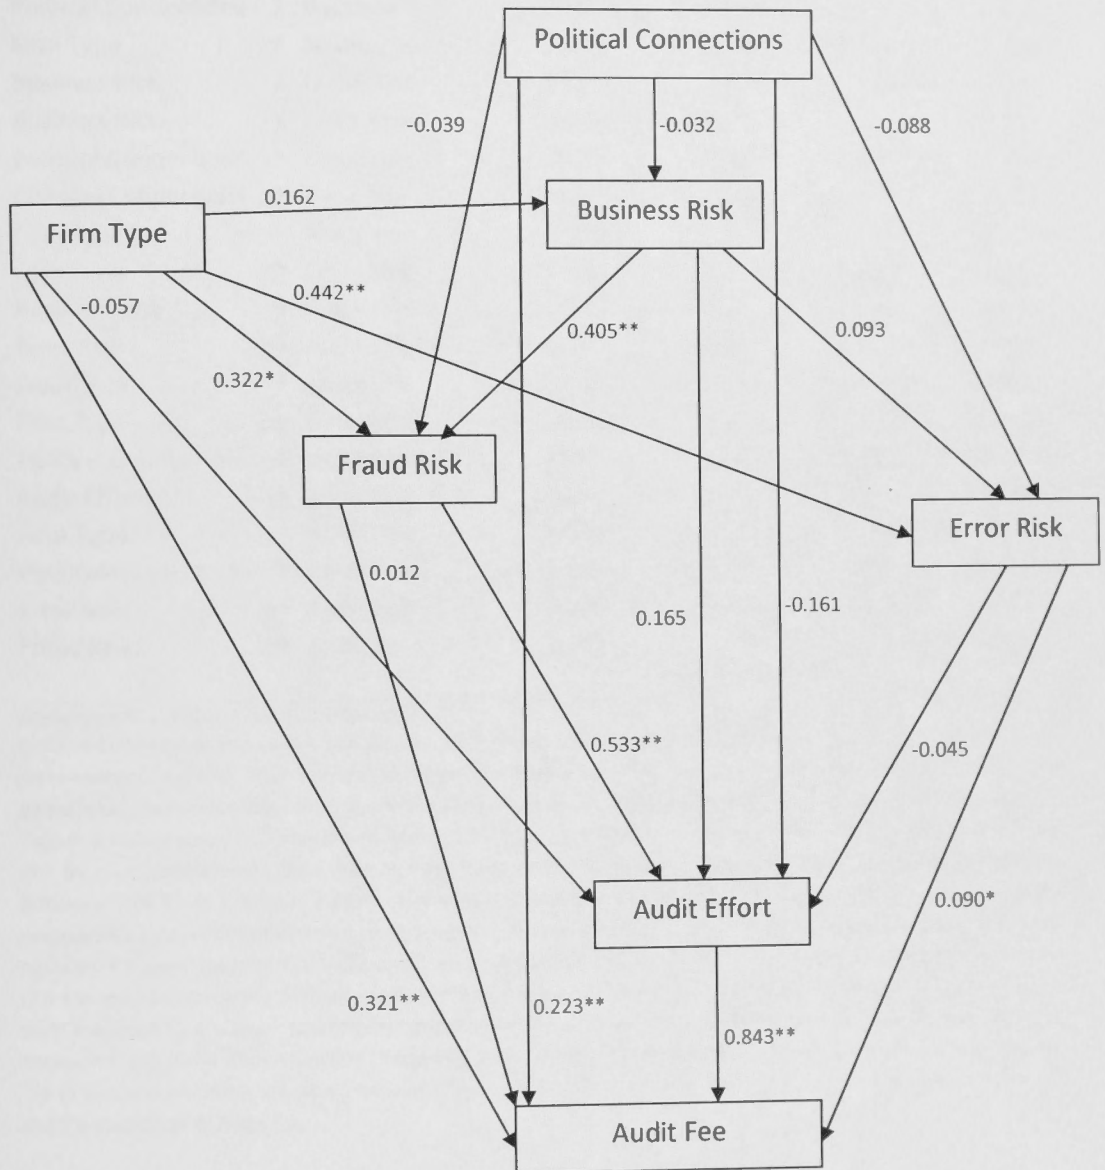 Political Connections
-0.039
-0.032
-0.088
0.162
Business Risk
Firm Type
-0.057
0.442**
0.405**
0.093
0.322*
Fraud Risk
Error Risk
0.012
0.165
-0.161
0.533**
-0.045
Audit Effort
0.090*
0.321**
0.223**
0.843**
Audit Fee